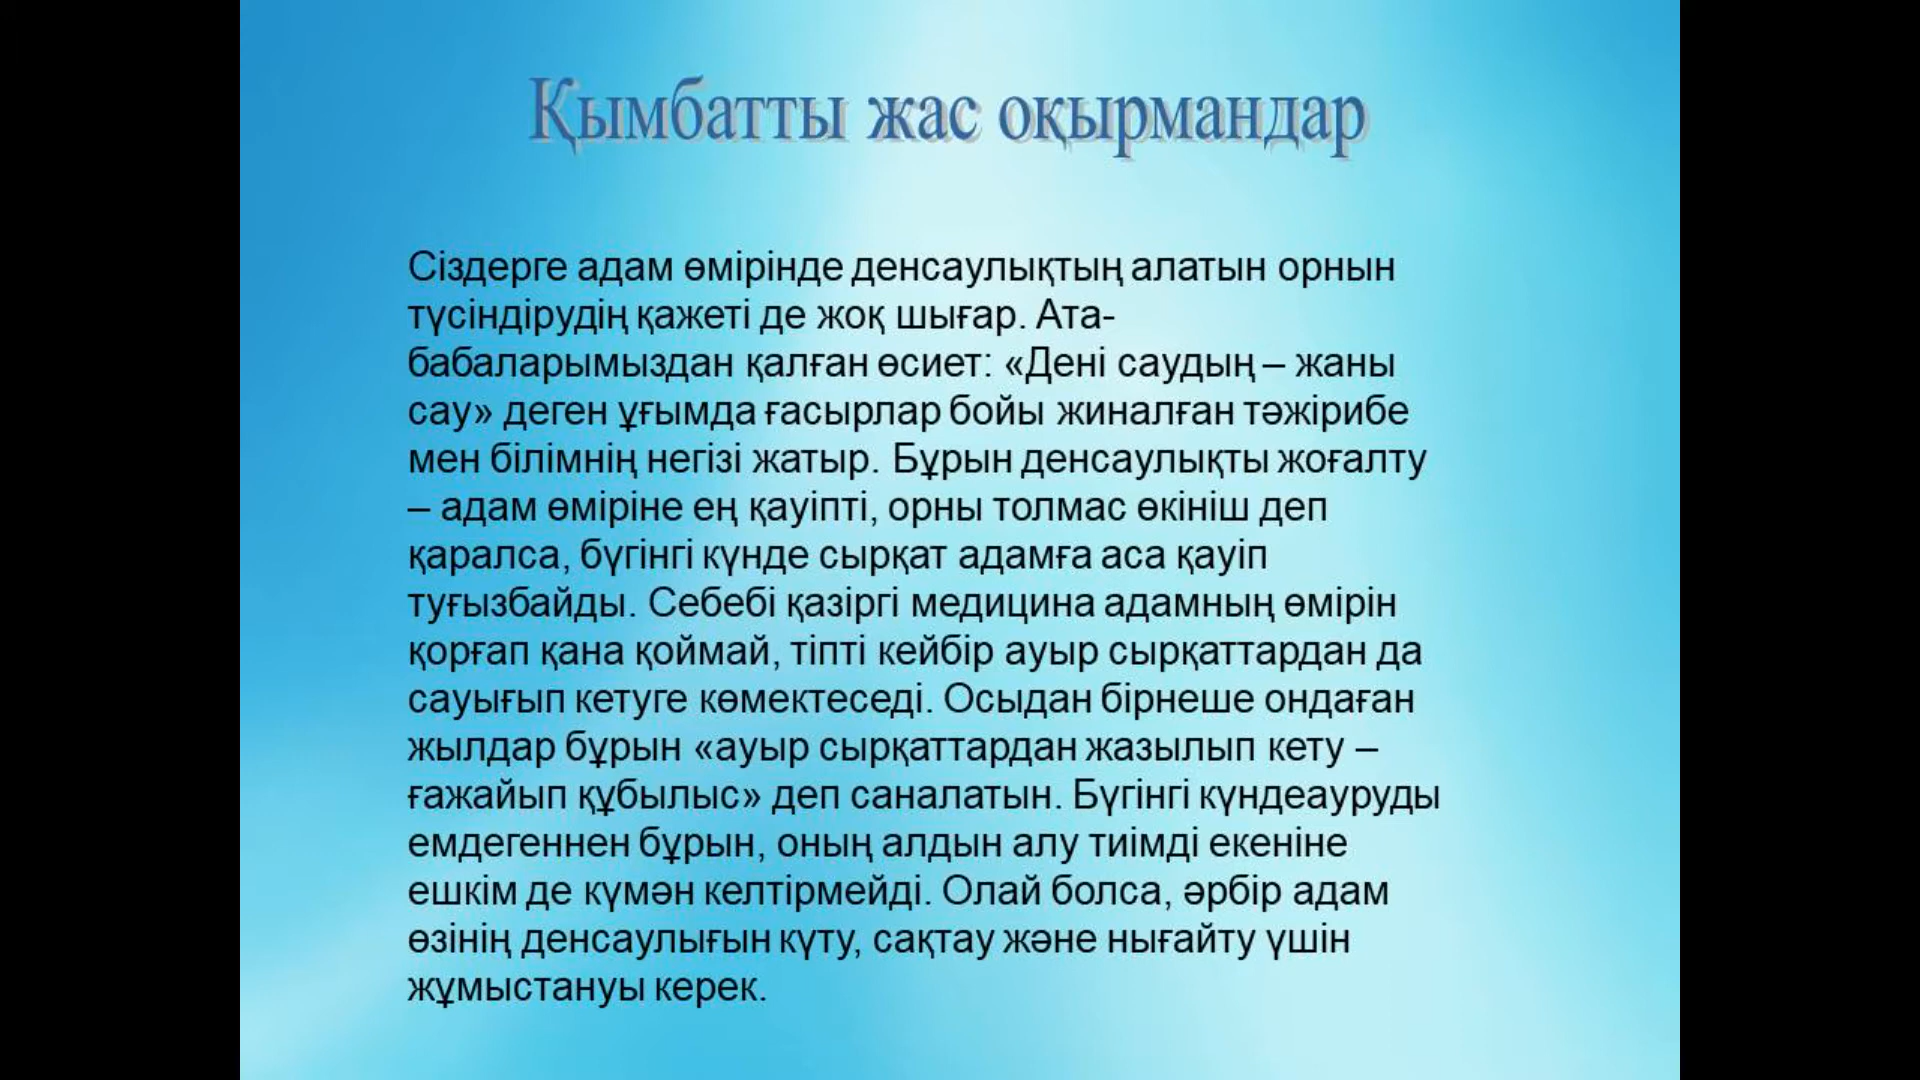 Қымбатты жас оқырмандар
Сіздерге адам өмірінде денсаулықтың алатын орнын
түсіндірудің қажеті де жоқ шығар. Ата-
бабаларымыздан қалған өсиет: «Дені саудың – жаны
сау» деген ұғымда ғасырлар бойы жиналған тәжірибе
мен білімнің негізі жатыр. Бұрын денсаулықты жоғалту
– адам өміріне ең қауіпті, орны толмас өкініш деп
қаралса, бүгінгі күнде сырқат адамға аса қауіп
туғызбайды. Себебі қазіргі медицина адамның өмірін
қорғап қана қоймай, тіпті кейбір ауыр сырқаттардан да
сауығып кетуге көмектеседі. Осыдан бірнеше ондаған
жылдар бұрын «ауыр сырқаттардан жазылып кету –
ғажайып құбылыс» деп саналатын. Бүгінгі күндеауруды
емдегеннен бұрын, оның алдын алу тиімді екеніне
ешкім де күмән келтірмейді. Олай болса, әрбір адам
өзінің денсаулығын күту, сақтау және нығайту үшін
жұмыстануы керек.